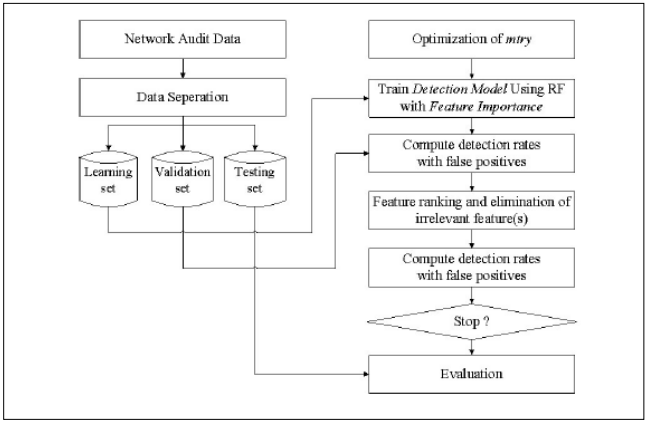 Network Audit Data
Data Seperation
Learning
set
Validation
set
Testing
set
Optimization of mtry
Train Detection Model Using RF
with Feature Importance
Compute detection rates
with false positives
Feature ranking and elimination of
irrelevant feature(s)
Compute detection rates
with false positives
Stop ?
Evaluation